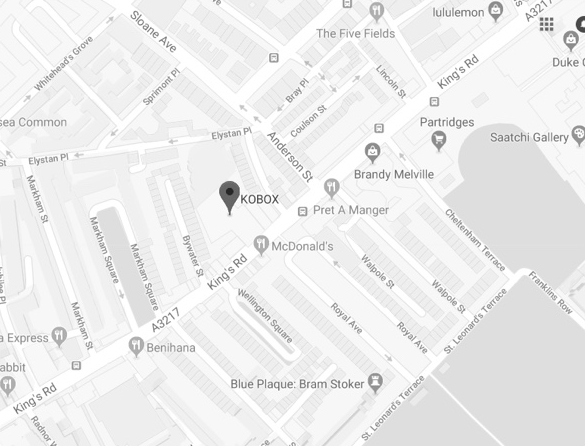 lululemon
A3217
The Five Fields
Sloane Ave
Duke
Whitehead's Grove
Sprimont Pl
Bray Pl
Lincoln St
King's Rd
Coulson St
sea Common
Partridges
Saatchi Gallery
Elystan Pl
Elystan Pl
Anderson St
Brandy Melville
KOBOX
Pret A Manger
Markham St
Markham Square
Markham Square
Bywater St
McDonald's
Cheltenham Terrace
King's Rd
Walpole St
Walpole St
Franklins Row
Wellington Square
Royal Ave
Royal Ave
St. Leonard's Terrace
Markham St
A3217
a Express
Benihana
abbit
King's Rd
Blue Plaque: Bram Stoker
St. Leonard's Terrace
Radnor